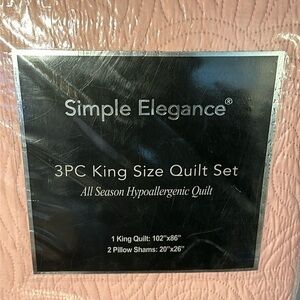 Simple Elegance®
3PC King Size Quilt Set
All Season Hypoallergenic Quilt
1 King Quilt: 102"x86"
2 Pillow Shams: 20"x26"